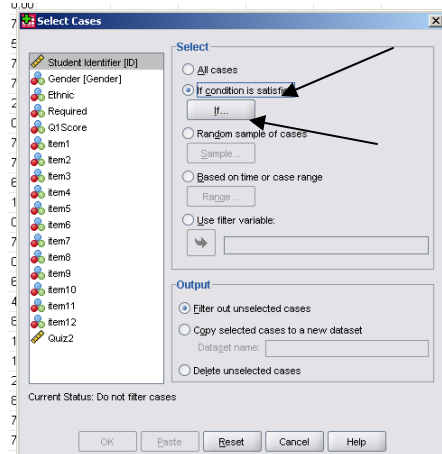 0.00
Select Cases
Student Identifier [ID]
Gender [Gender]
Ethnic
Required
Q1Score
Item1
Item2
Item3
item4
Item5
item6
Item7
item8
Item9
item10
item11
item12
Quiz2
Select
All cases
If condition is
If...
Random sample of cases
Sample...
Based on time or case range
Range...
Use filter variable:
Output
Filter out unselected cases
Copy selected cases to a new dataset
Dataset name:
Delete unselected cases
Current Status: Do not filter cases
OK Paste Reset Cancel Help